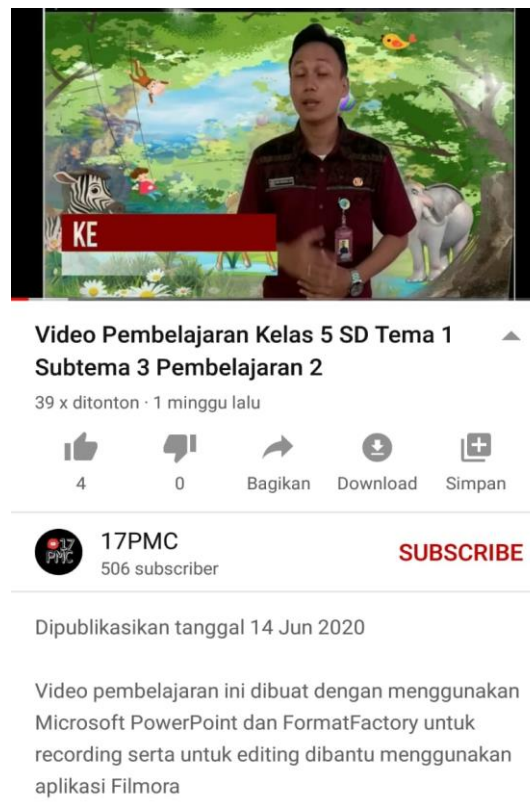 KE
Video Pembelajaran Kelas 5 SD Tema 1
Subtema 3 Pembelajaran 2
39 x ditonton · 1 minggu lalu
4
0
Bagikan
Download
Simpan
17
PMC
17PMC
506 subscriber
SUBSCRIBE
Dipublikasikan tanggal 14 Jun 2020
Video pembelajaran ini dibuat dengan menggunakan
Microsoft PowerPoint dan FormatFactory untuk
recording serta untuk editing dibantu menggunakan
aplikasi Filmora